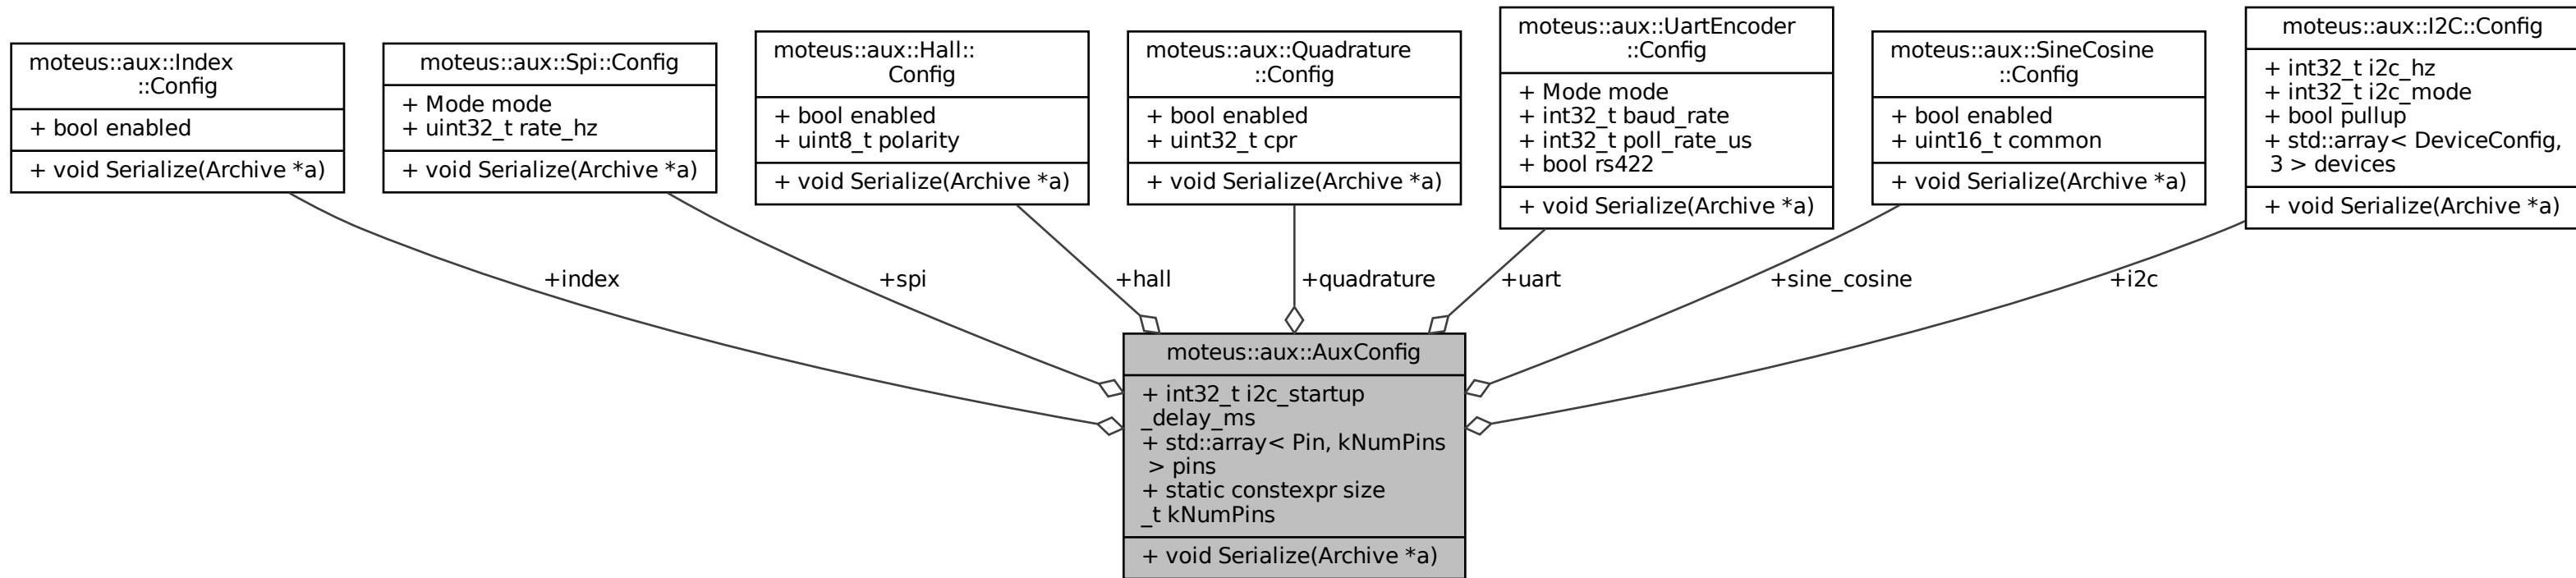 moteus::aux::Index
::Config
+ bool enabled
+ void Serialize(Archive *a)
moteus::aux::Spi::Config
+ Mode mode
+ uint32_t rate_hz
+ void Serialize(Archive *a)
moteus::aux::Hall::
Config
+ bool enabled
+ uint8_t polarity
+ void Serialize(Archive *a)
moteus::aux::Quadrature
::Config
+ bool enabled
+ uint32_t cpr
+ void Serialize(Archive *a)
moteus::aux::UartEncoder
::Config
+ Mode mode
+ int32_t baud_rate
+ int32_t poll_rate_us
+ bool rs422
+ void Serialize(Archive *a)
moteus::aux::SineCosine
::Config
+ bool enabled
+ uint16_t common
+ void Serialize(Archive *a)
moteus::aux::I2C::Config
+ int32_t i2c_hz
+ int32_t i2c_mode
+ bool pullup
+ std::array< DeviceConfig,
3 > devices
+ void Serialize(Archive *a)
+index
+spi
+hall
+quadrature
+uart
+sine_cosine
+i2c
moteus::aux::AuxConfig
+ int32_t i2c_startup
_delay_ms
+ std::array< Pin, kNumPins
> pins
+ static constexpr size
_t kNumPins
+ void Serialize(Archive *a)